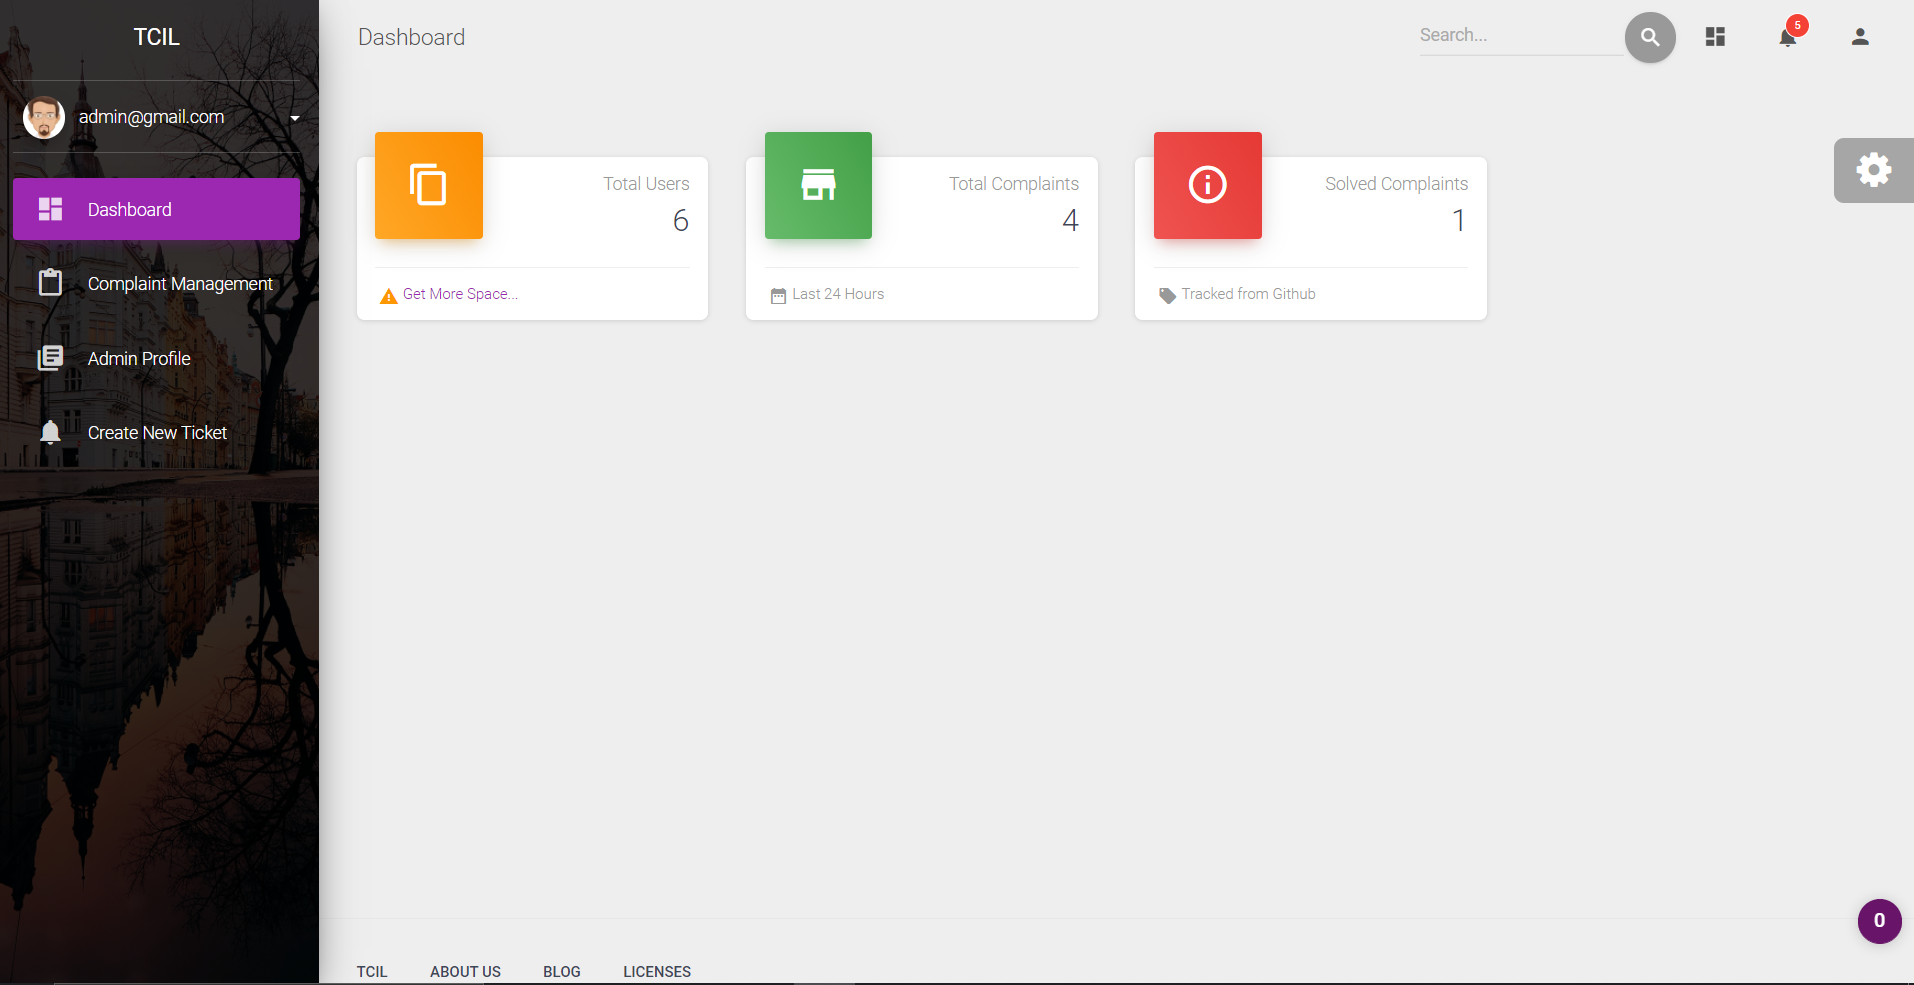 TCIL
admin@gmail.com
Dashboard
Complaint Management
Admin Profile
Create New Ticket
Dashboard
Search...
5
Total Users
6
Get More Space...
Total Complaints
4
Last 24 Hours
Solved Complaints
1
Tracked from Github
0
TCIL
ABOUT US
BLOG
LICENSES